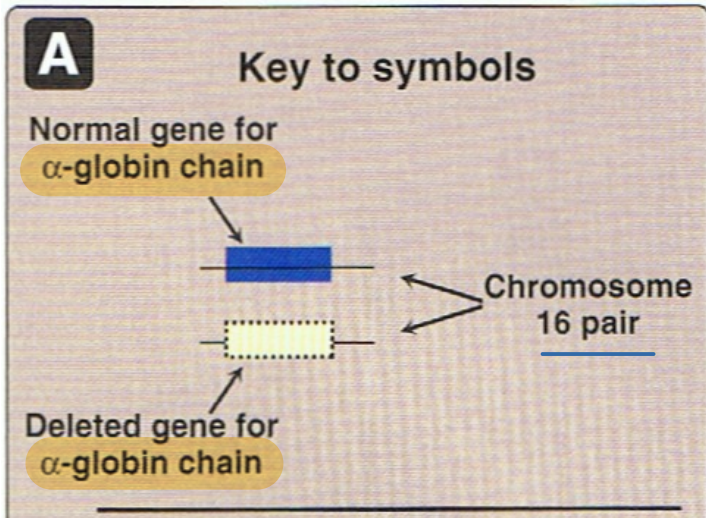 A
Key to symbols
Normal gene for
α-globin chain
Chromosome
16 pair
Deleted gene for
α-globin chain